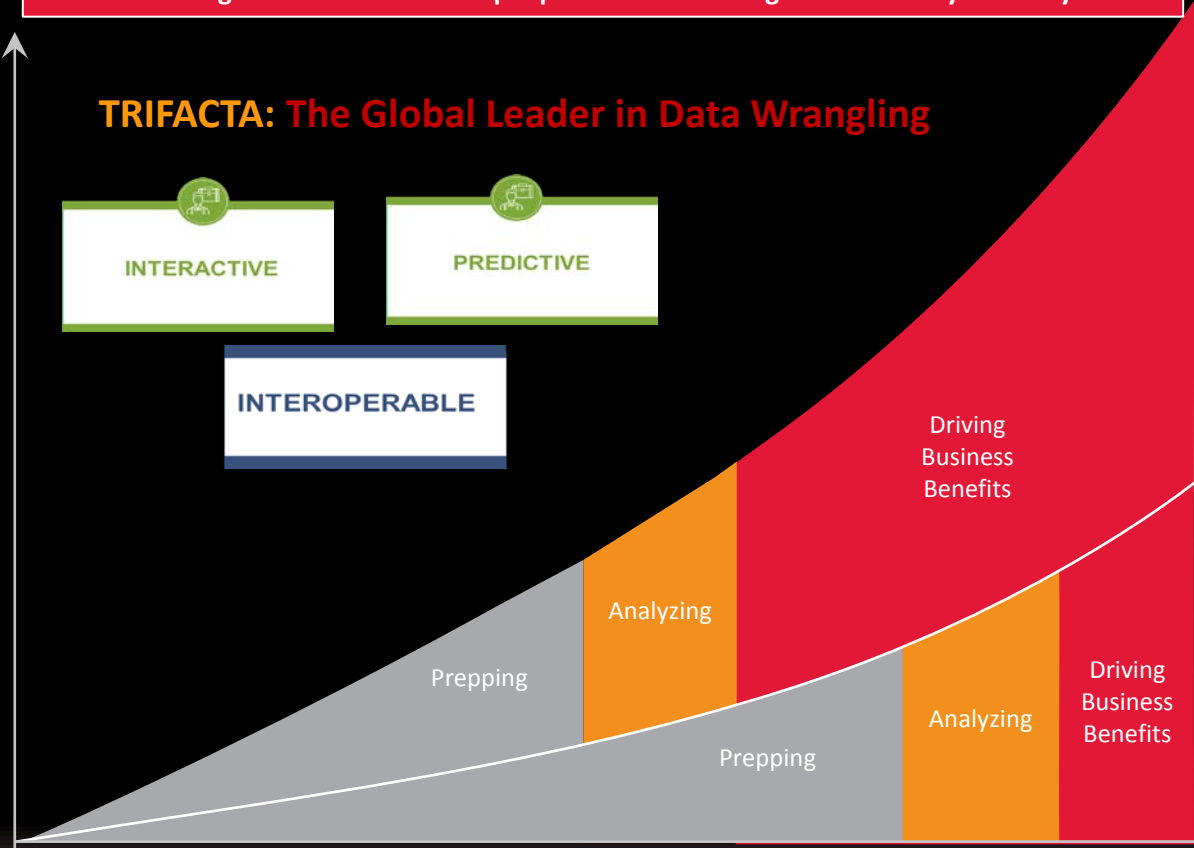 TRIFACTA: The Global Leader in Data Wrangling
INTERACTIVE
PREDICTIVE
INTEROPERABLE
Driving
Business
Benefits
Analyzing
Prepping
Driving
Business
Benefits
Analyzing
Prepping